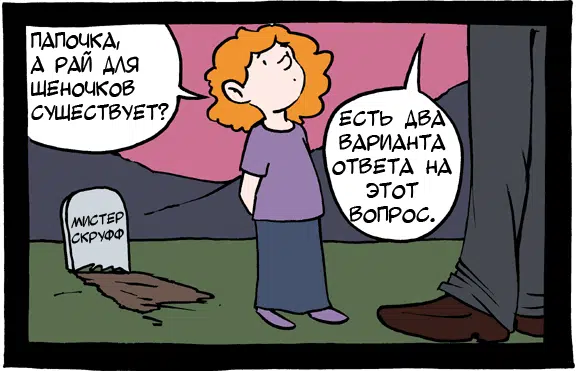 ПАПОЧКА,
А РАЙ ДЛЯ
ЩЕНОЧКОВ
СУЩЕСТВУЕТ?
ЕСТЬ ДВА
ВАРИАНТА
ОТВЕТА НА
ЭТОТ
ВОПРОС.
МИСТЕР
СКРУФФ